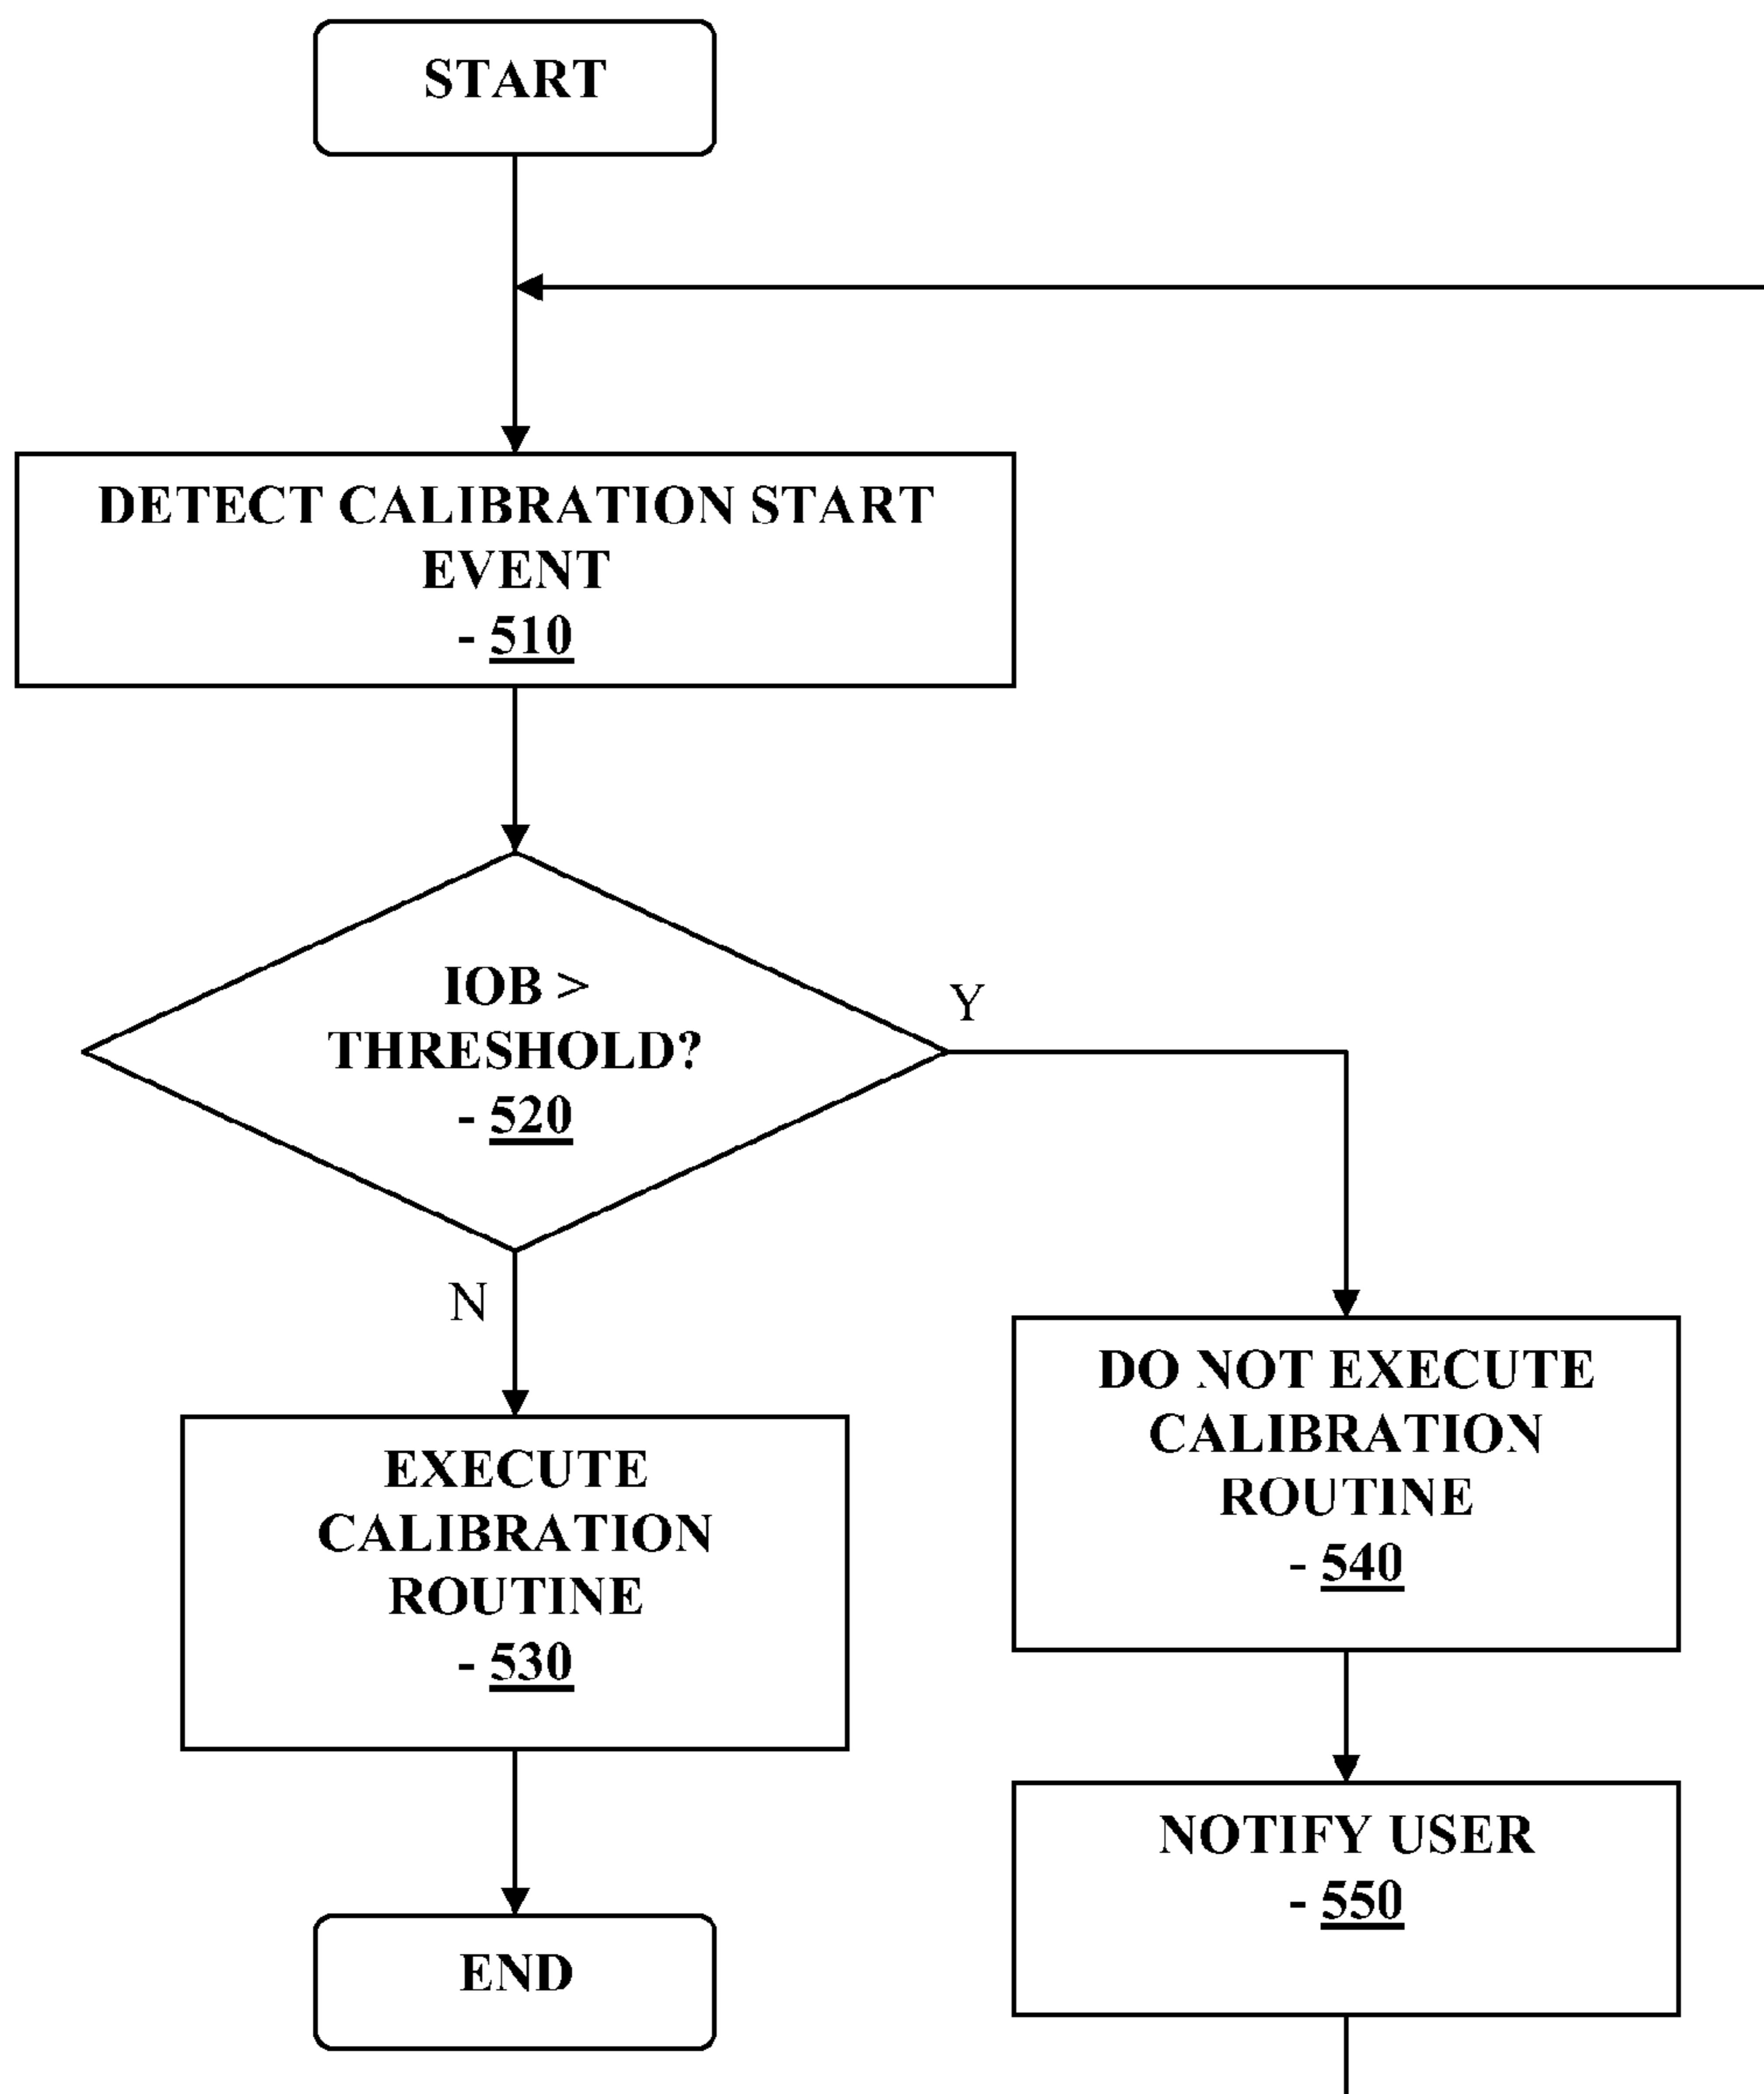 START
DETECT CALIBRATION START
EVENT
- 510
IOB >
THRESHOLD?
- 520
Y
N
EXECUTE
CALIBRATION
ROUTINE
- 530
DO NOT EXECUTE
CALIBRATION
ROUTINE
- 540
NOTIFY USER
- 550
END